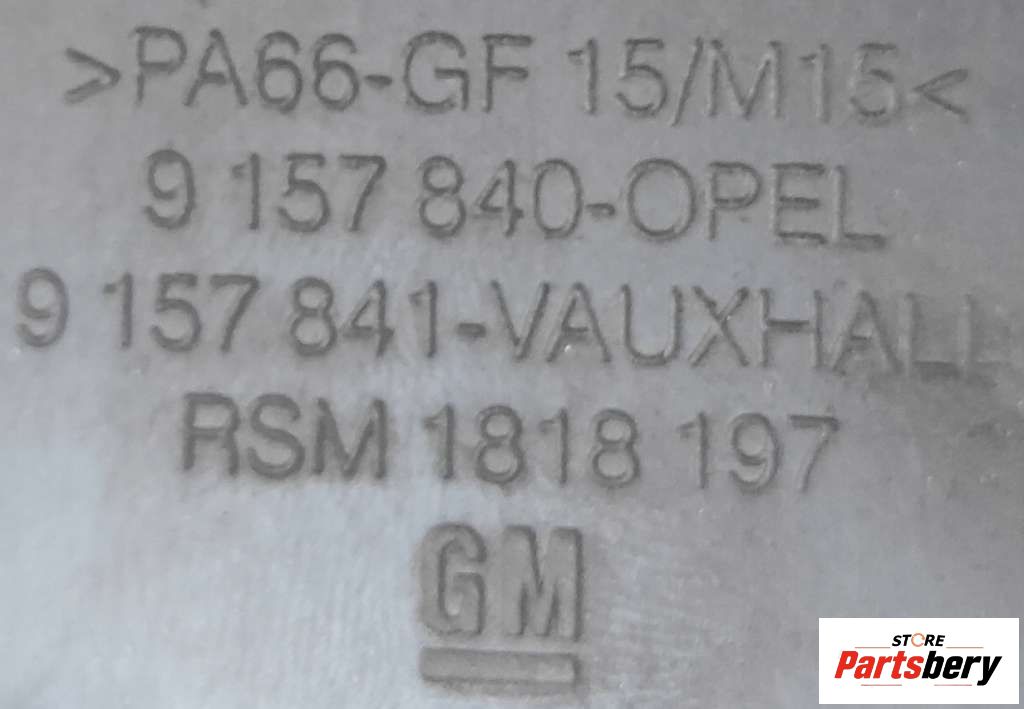 >PA66-GF 15/M15<
9 157 840-OPEL
9 157 841-VAUXHALL
RSM 1818 197
GM
STORE
Partsbery